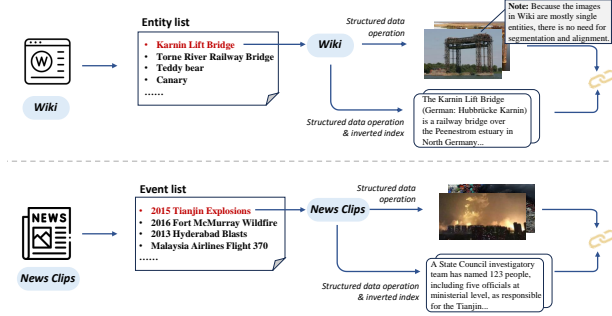 Entity list
Karnin Lift Bridge
Torne River Railway Bridge
Teddy bear
Canary
......
W
Wiki
Wiki
Structured data
operation
Note: Because the images
in Wiki are mostly single
entities, there is no need for
segmentation and alignment.
Structured data operation
& inverted index
The Karnin Lift Bridge
(German: Hubbrücke Karnin)
is a railway bridge over
the Peenestrom estuary in
North Germany...
Event list
2015 Tianjin Explosions
2016 Fort McMurray Wildfire
2013 Hyderabad Blasts
Malaysia Airlines Flight 370
......
NEWS
News Clips
News Clips
Structured data
operation
Structured data operation
& inverted index
A State Council investigatory
team has named 123 people,
including five officials at
ministerial level, as responsible
for the Tianjin...